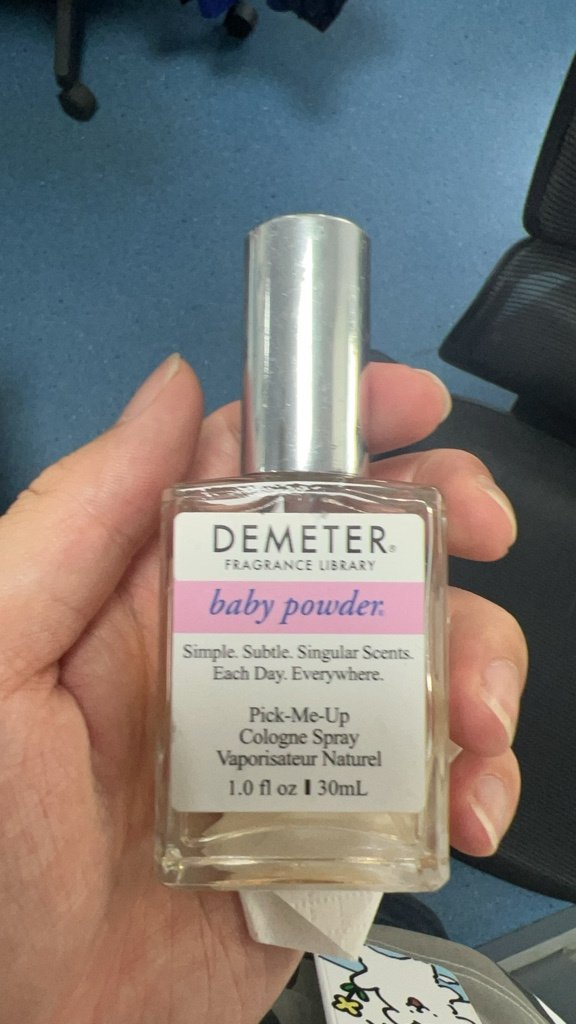 DEMETER®
FRAGRANCE LIBRARY
baby powder®
Simple. Subtle. Singular Scents.
Each Day. Everywhere.
Pick-Me-Up
Cologne Spray
Vaporisateur Naturel
1.0 fl oz I 30mL